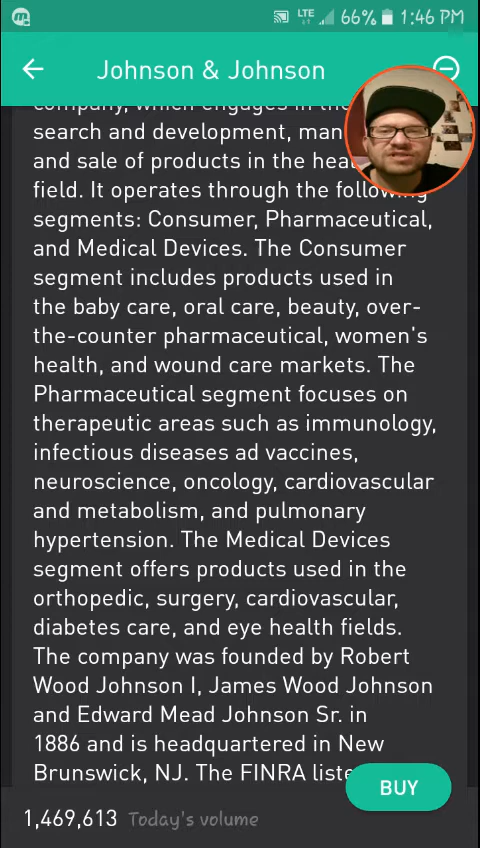 LTE 66% 1:46 PM
Johnson & Johnson
company, which engages in the
search and development,
and sale of products in the
field. It operates through the following
segments: Consumer, Pharmaceutical,
and Medical Devices. The Consumer
segment includes products used in
the baby care, oral care, beauty, over-
the-counter pharmaceutical, women's
health, and wound care markets. The
Pharmaceutical segment focuses on
therapeutic areas such as immunology,
infectious diseases ad vaccines,
neuroscience, oncology, cardiovascular
and metabolism, and pulmonary
hypertension. The Medical Devices
segment offers products used in the
orthopedic, surgery, cardiovascular,
diabetes care, and eye health fields.
The company was founded by Robert
Wood Johnson I, James Wood Johnson
and Edward Mead Johnson Sr. in
1886 and is headquartered in New
Brunswick, NJ. The FINRA
BUY
1,469,613 Today's volume